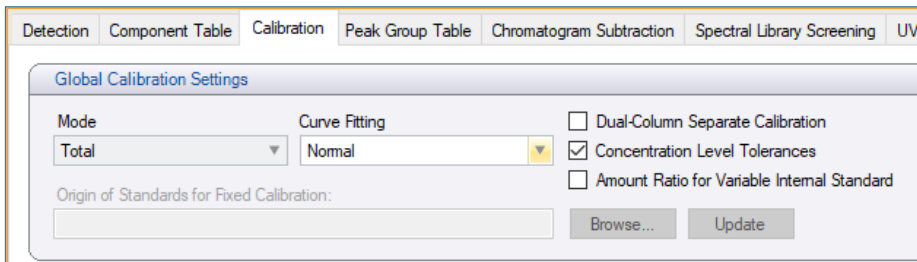 Detection Component Table Calibration Peak Group Table Chromatogram Subtraction Spectral Library Screening UV
Global Calibration Settings
Mode Curve Fitting Dual-Column Separate Calibration
Total Normal Concentration Level Tolerances
Amount Ratio for Variable Internal Standard
Origin of Standards for Fixed Calibration:
Browse... Update